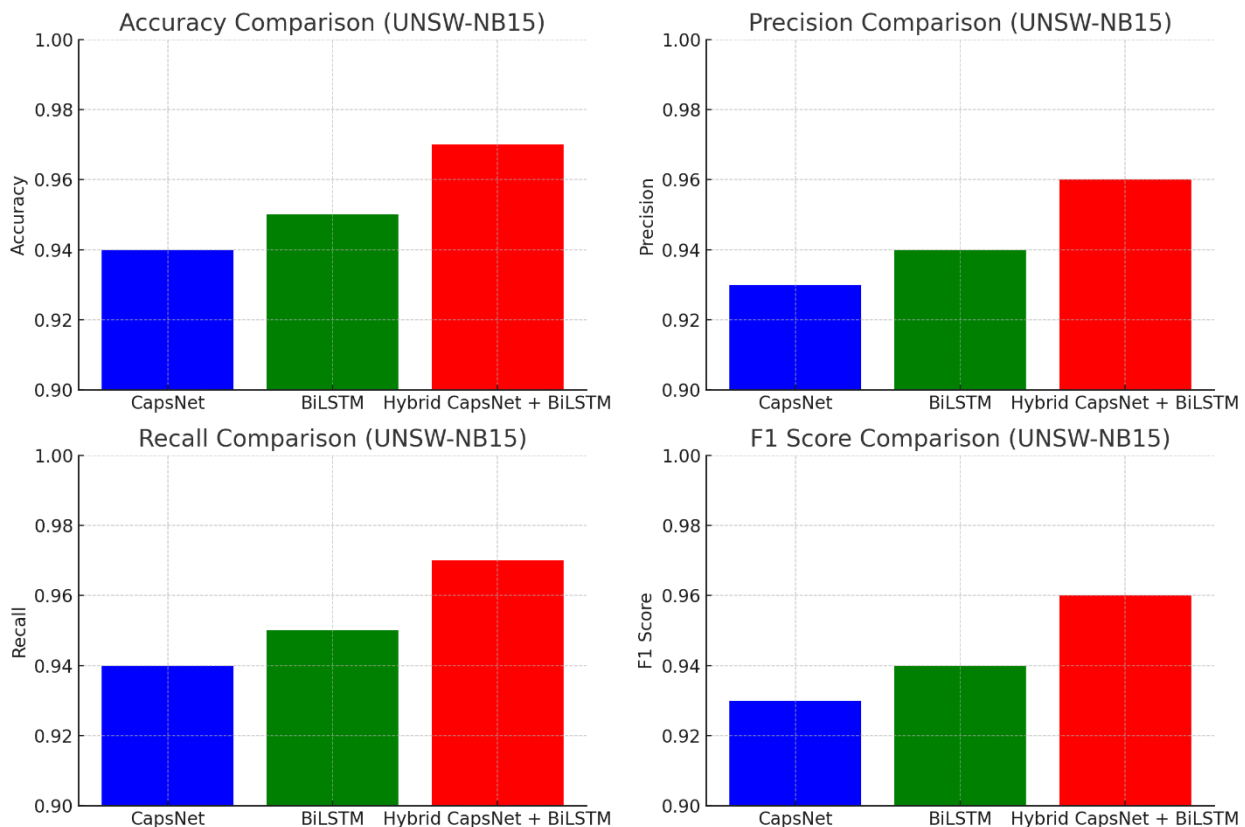 Accuracy Comparison (UNSW-NB15)
1.00
0.98
0.96
0.94
0.92
0.90
Accuracy
CapsNet
BiLSTM
Hybrid CapsNet + BiLSTM
Precision Comparison (UNSW-NB15)
1.00
0.98
0.96
0.94
0.92
0.90
Precision
CapsNet
BiLSTM
Hybrid CapsNet + BiLSTM
Recall Comparison (UNSW-NB15)
1.00
0.98
0.96
0.94
0.92
0.90
Recall
CapsNet
BiLSTM
Hybrid CapsNet + BiLSTM
F1 Score Comparison (UNSW-NB15)
1.00
0.98
0.96
0.94
0.92
0.90
F1 Score
CapsNet
BiLSTM
Hybrid CapsNet + BiLSTM